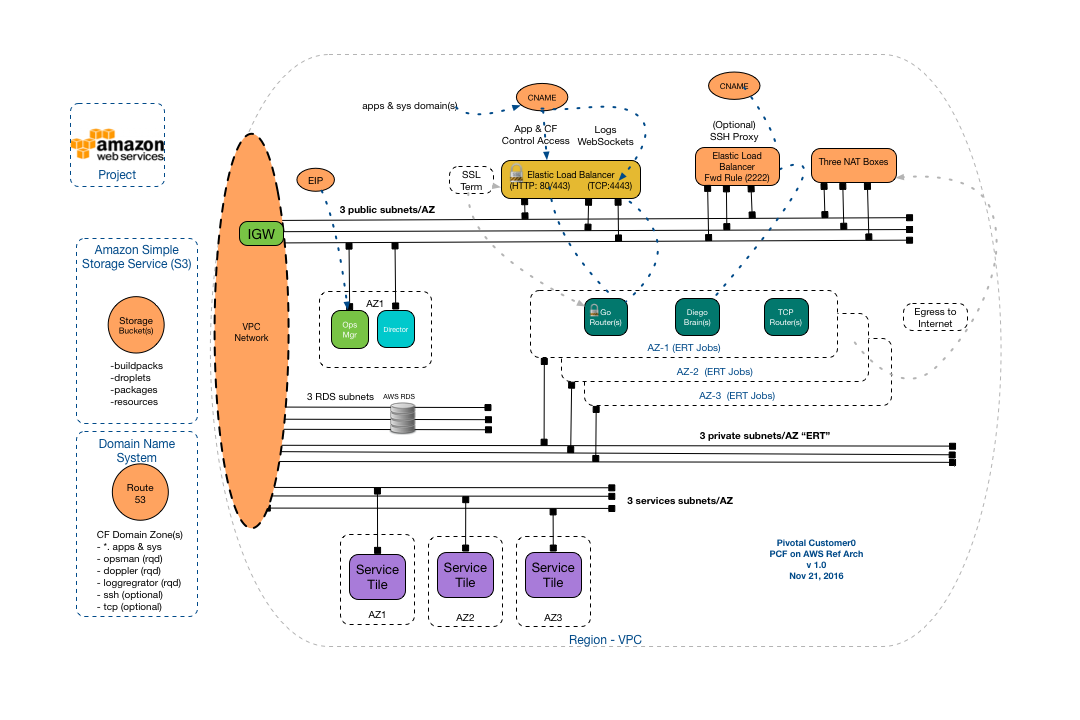 amazon
webservices
Project
Amazon Simple
Storage Service (S3)
Storage
Bucket(s)
-buildpacks
-droplets
-packages
-resources
Domain Name
System
Route
53
CF Domain Zone(s)
- *. apps & sys
- opsman (rqd)
- doppler (rqd)
- loggregrator (rqd)
- ssh (optional)
- tcp (optional)
IGW
VPC
Network
EIP
apps & sys domain(s)
CNAME
App & CF
Control Access
Logs
WebSockets
SSL
Term
Elastic Load Balancer
(HTTP: 80/443) (TCP:4443)
CNAME
(Optional)
SSH Proxy
Elastic Load
Balancer
Fwd Rule (2222)
Three NAT Boxes
3 public subnets/AZ
AZ1
Ops
Mgr
Director
Go
Router(s)
Diego
Brain(s)
TCP
Router(s)
AZ-1 (ERT Jobs)
AZ-2 (ERT Jobs)
AZ-3 (ERT Jobs)
Egress to
Internet
3 RDS subnets
AWS RDS
3 private subnets/AZ “ERT”
3 services subnets/AZ
Service
Tile
AZ1
Service
Tile
AZ2
Service
Tile
AZ3
Pivotal Customer0
PCF on AWS Ref Arch
v 1.0
Nov 21, 2016
Region - VPC